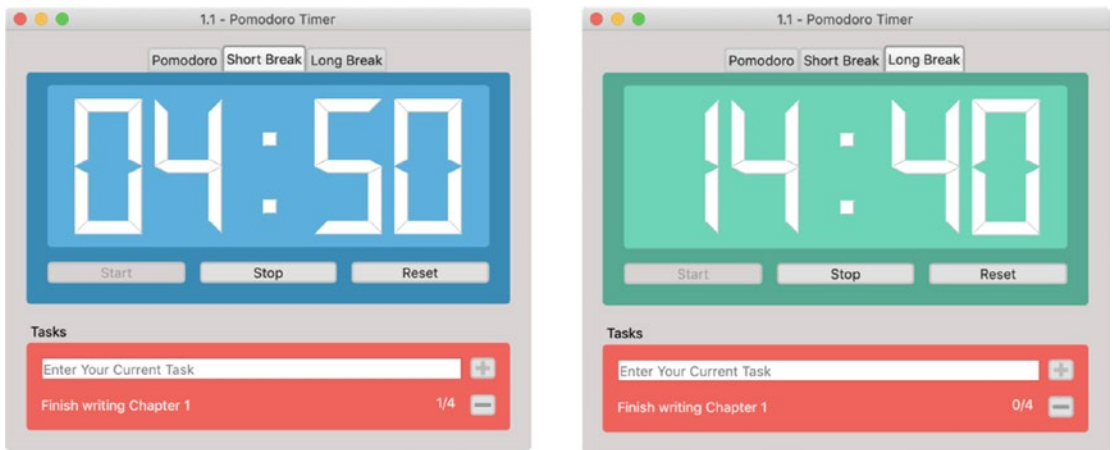 1.1 - Pomodoro Timer
Pomodoro Short Break Long Break
04:50
Start Stop Reset
Tasks
Enter Your Current Task
Finish writing Chapter 1 1/4
1.1 - Pomodoro Timer
Pomodoro Short Break Long Break
14:40
Start Stop Reset
Tasks
Enter Your Current Task
Finish writing Chapter 1 0/4